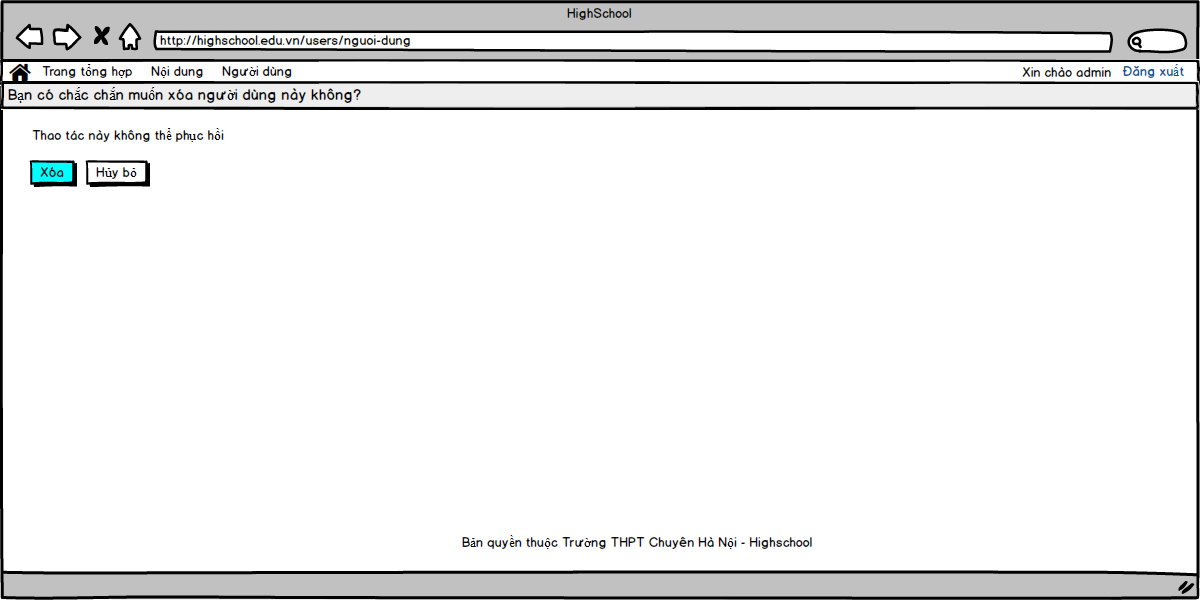 HighSchool
http://highschool.edu.vn/users/nguoi-dung
Trang tổng hợp Nội dung Người dùng Xin chào admin Đăng xuất
Bạn có chắc chắn muốn xóa người dùng này không?
Thao tác này không thể phục hồi
Xóa Hủy bỏ
Bản quyền thuộc Trường THPT Chuyên Hà Nội - Highschool